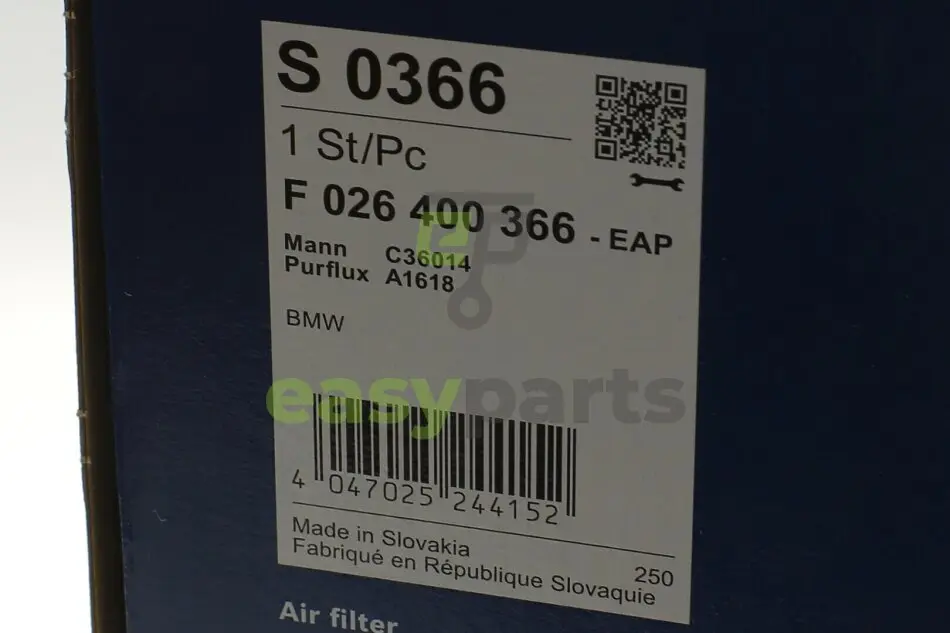 S 0366
1 St/Pc
F 026 400 366 - EAP
Mann C36014
Purflux A1618
BMW
easyparts
4 047025 244152
Made in Slovakia
Fabriqué en République Slovaquie
250
Air filter